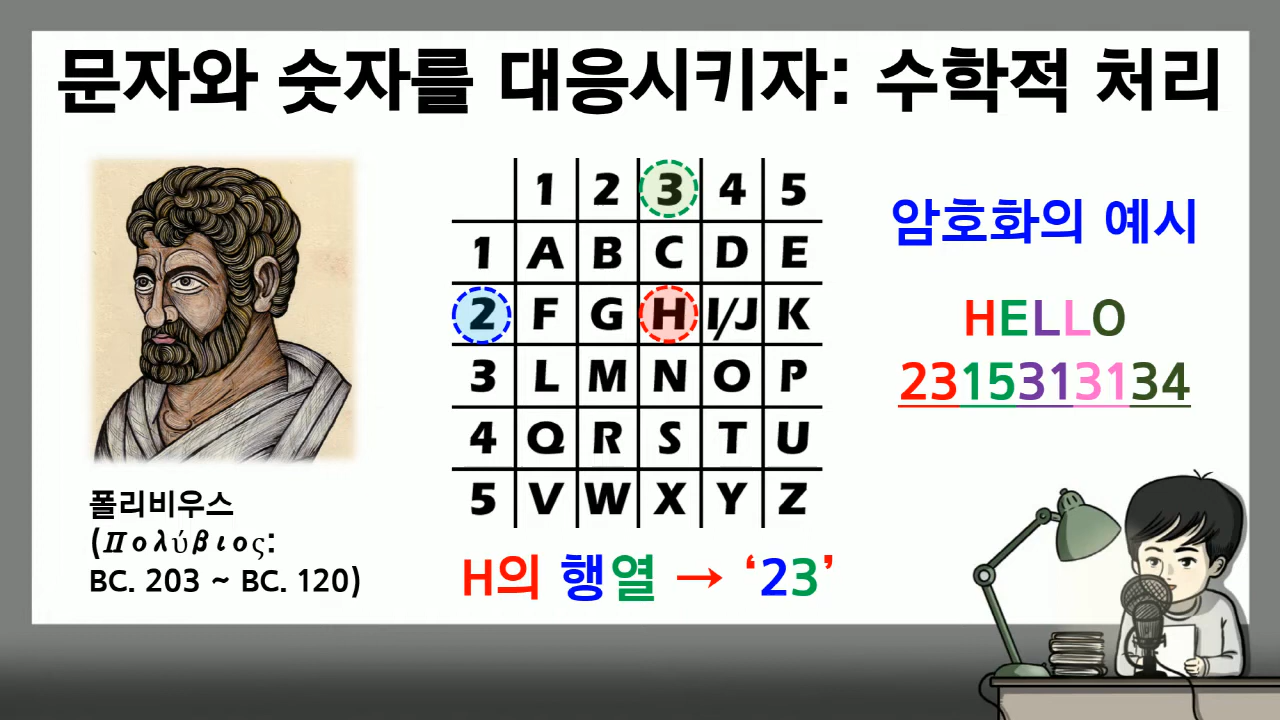 문자와 숫자를 대응시키자: 수학적 처리
1 2 3 4 5
1 A B C D E
2 F G H I/J K
3 L M N O P
4 Q R S T U
5 V W X Y Z
폴리비우스
(Πολύβιος:
BC. 203 ~ BC. 120)
H의 행열 → ‘23’
암호화의 예시
HELLO
2315313134